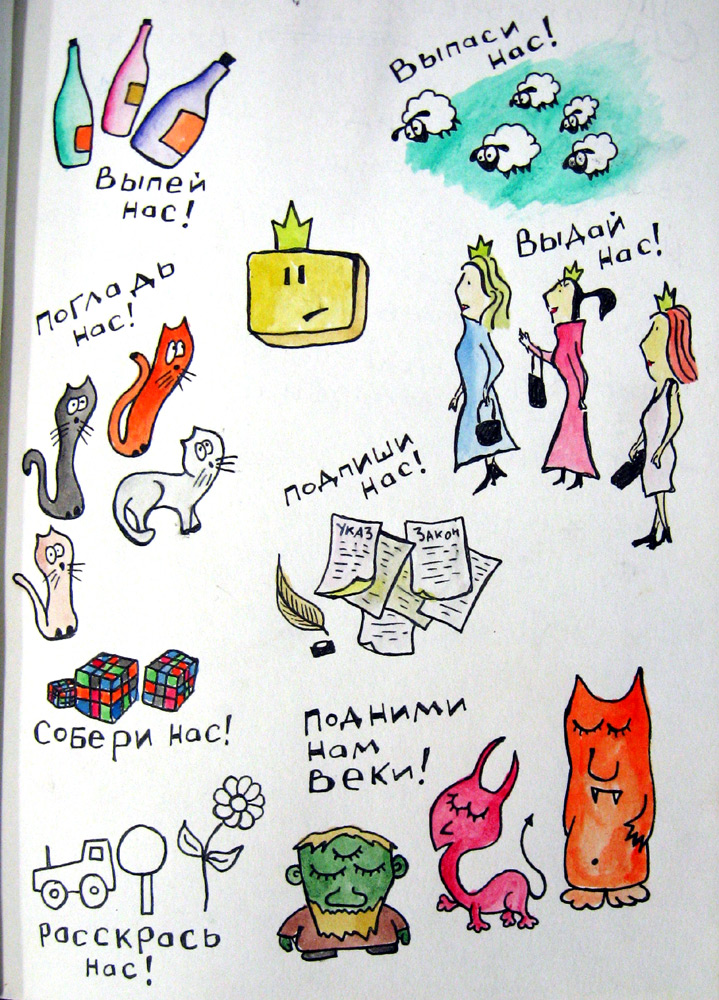 Выпаси
нас!
Выпей
нас!
Выдай
нас!
Погладь
нас!
Подпиши
нас!
Указ
Закон
Собери нас!
Подними
нам
веки!
Расскрась
нас!